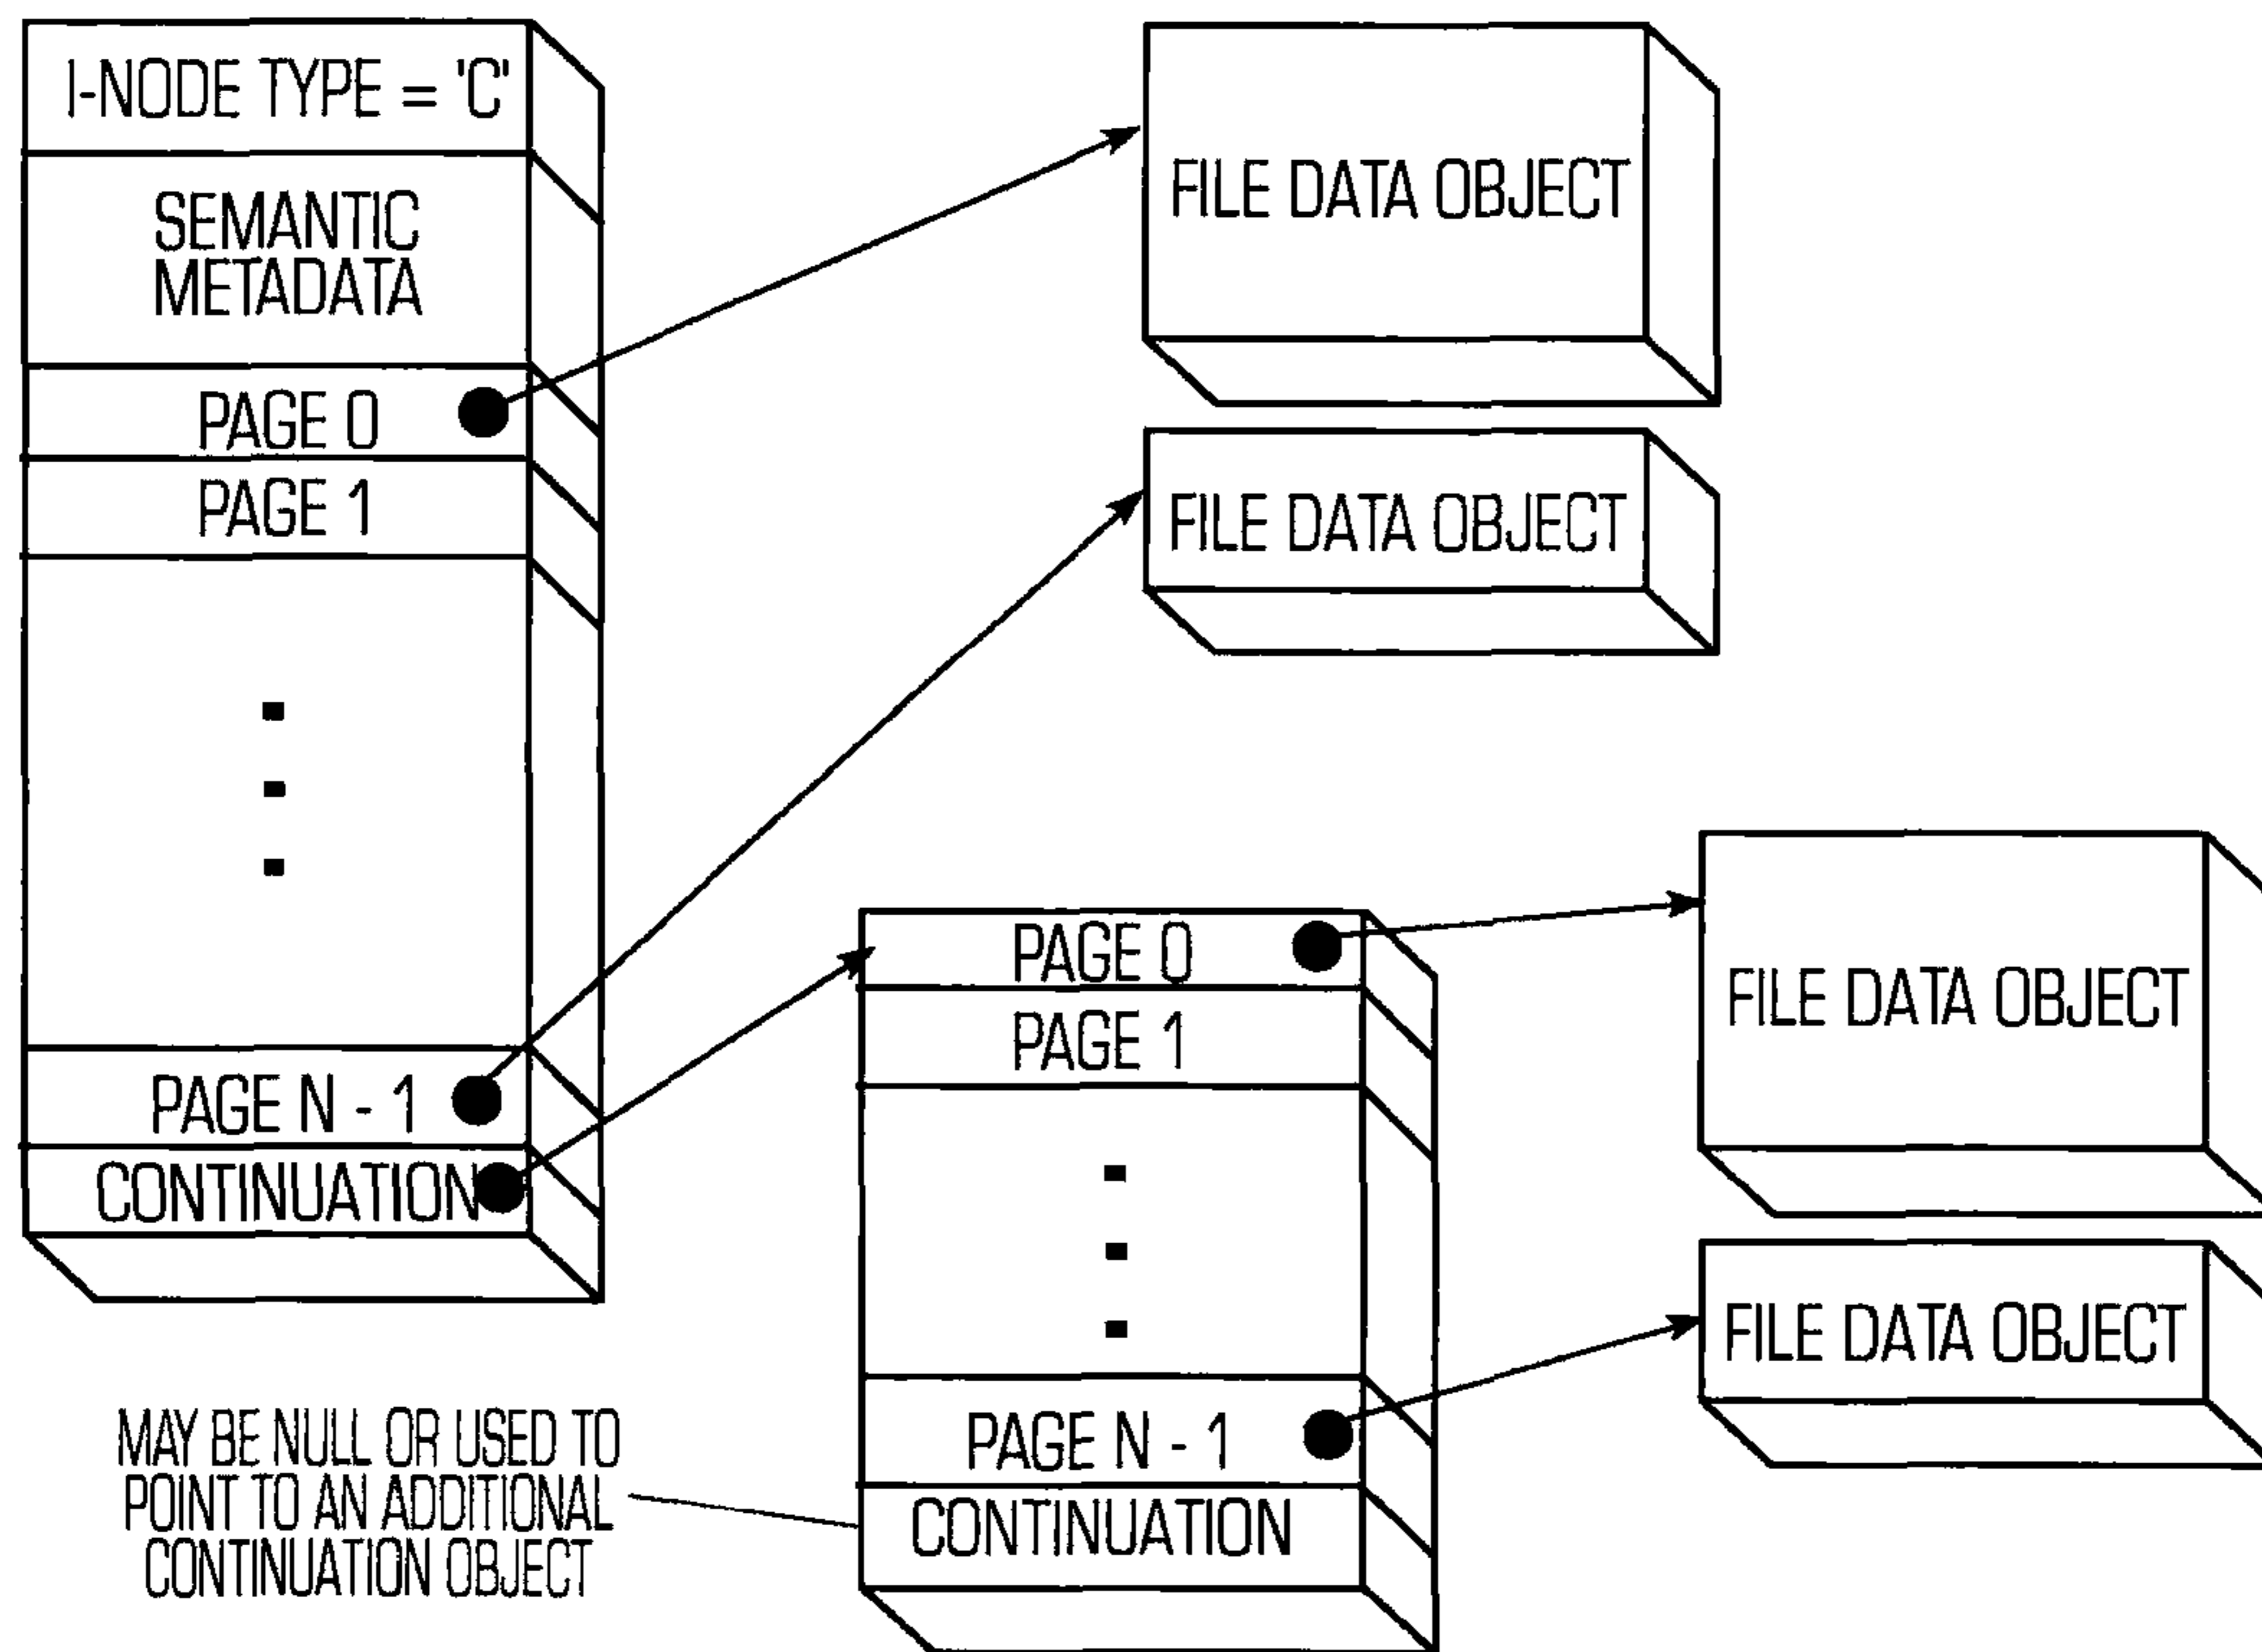 I-NODE TYPE = 'C'
SEMANTIC
METADATA
PAGE 0
PAGE 1
PAGE N - 1
CONTINUATION
FILE DATA OBJECT
FILE DATA OBJECT
PAGE 0
PAGE 1
PAGE N - 1
CONTINUATION
FILE DATA OBJECT
FILE DATA OBJECT
MAY BE NULL OR USED TO
POINT TO AN ADDITIONAL
CONTINUATION OBJECT